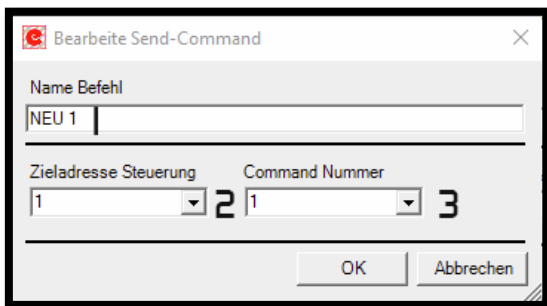 Bearbeite Send-Command
Name Befehl
NEU 1
Zieladresse Steuerung Command Nummer
1 2 1 3
OK Abbrechen